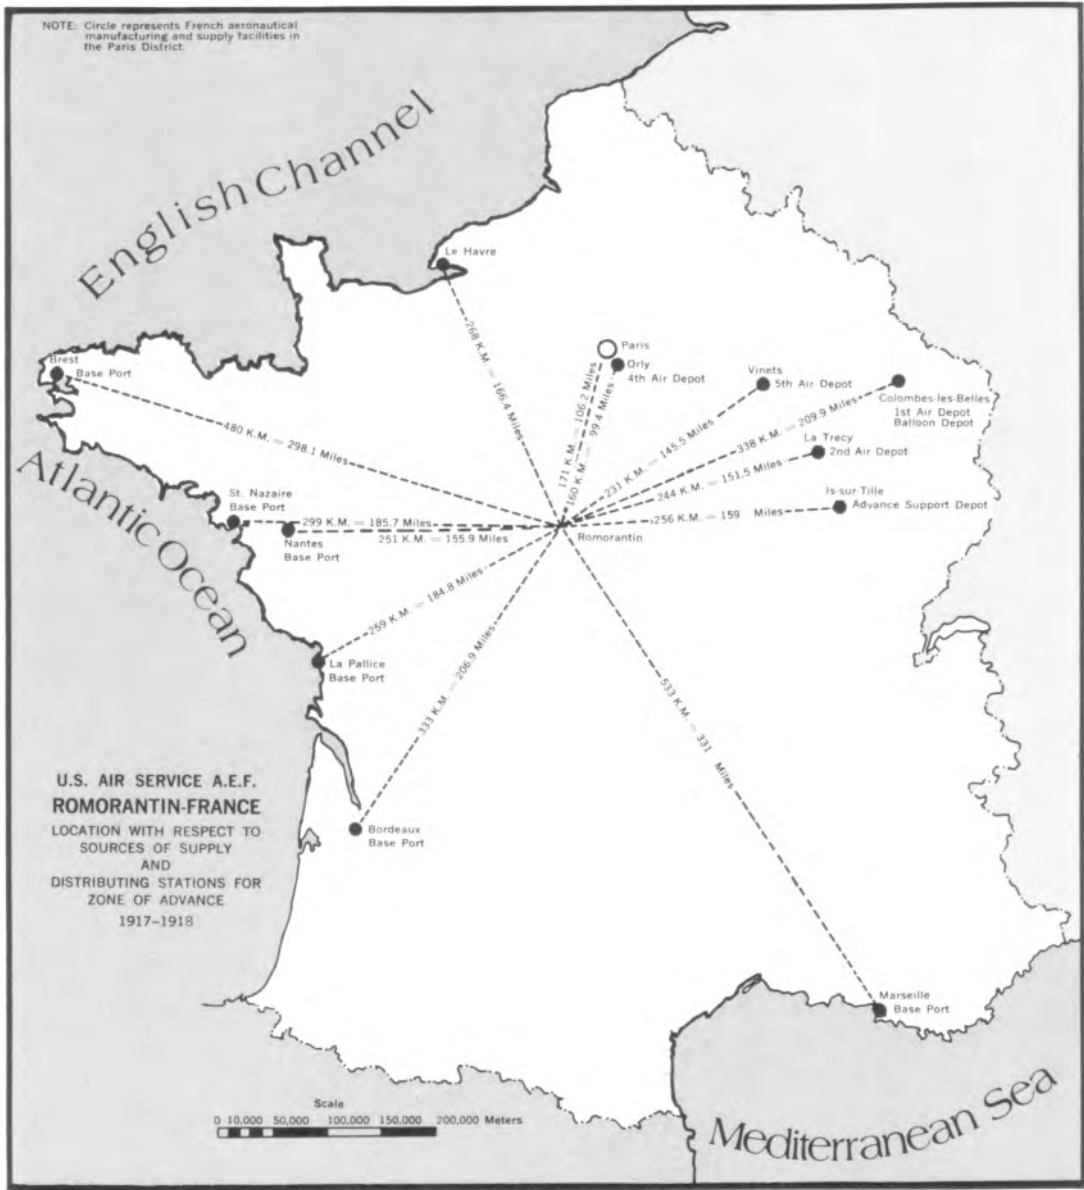 NOTE: Circle represents French aeronautical
manufacturing and supply facilities in
the Paris District.
English Channel
Le Havre
268 K.M. = 166.4 Miles
Paris
Orly
4th Air Depot
171 K.M. = 106.2 Miles
160 K.M. = 99.4 Miles
Vinets
5th Air Depot
231 K.M. = 145.5 Miles
Colombes-les-Belles
1st Air Depot
Balloon Depot
338 K.M. = 209.9 Miles
La Trecy
2nd Air Depot
244 K.M. = 151.5 Miles
Is-sur-Tille
Advance Support Depot
256 K.M. = 159 Miles
Brest
Base Port
480 K.M. = 298.1 Miles
Atlantic Ocean
St. Nazaire
Base Port
299 K.M. = 185.7 Miles
Nantes
Base Port
251 K.M. = 155.9 Miles
Romorantin
259 K.M. = 184.8 Miles
La Pallice
Base Port
333 K.M. = 206.9 Miles
Bordeaux
Base Port
533 K.M. = 331 Miles
Marseille
Base Port
U.S. AIR SERVICE A.E.F.
ROMORANTIN-FRANCE
LOCATION WITH RESPECT TO
SOURCES OF SUPPLY
AND
DISTRIBUTING STATIONS FOR
ZONE OF ADVANCE
1917–1918
Scale
0 10,000 50,000 100,000 150,000 200,000 Meters
Mediterranean Sea